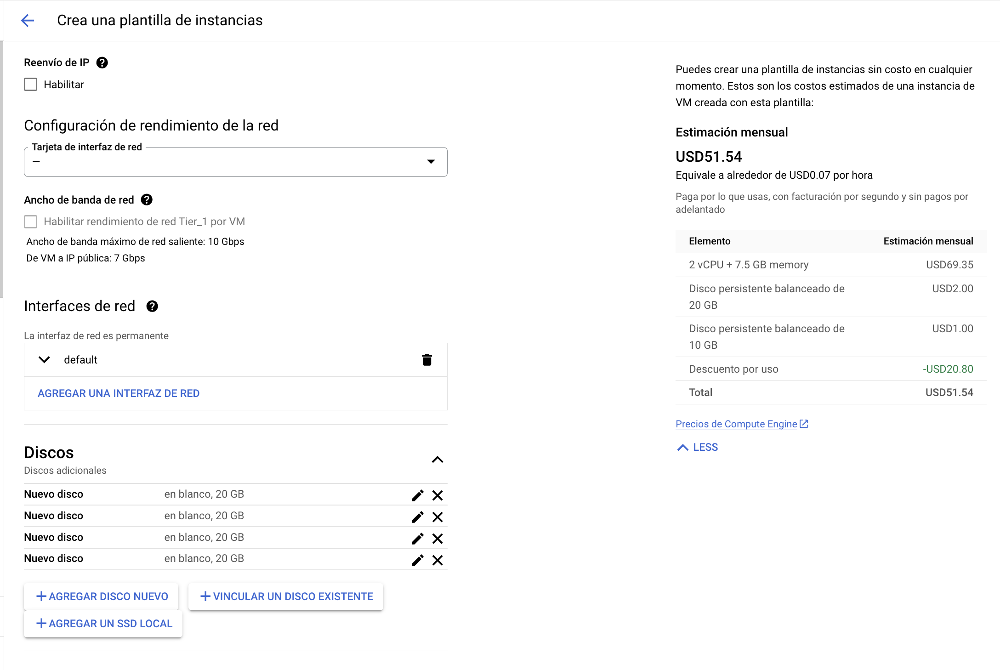 Crea una plantilla de instancias
Reenvío de IP
Habilitar
Configuración de rendimiento de la red
Tarjeta de interfaz de red
—
Ancho de banda de red
Habilitar rendimiento de red Tier_1 por VM
Ancho de banda máximo de red saliente: 10 Gbps
De VM a IP pública: 7 Gbps
Interfaces de red
La interfaz de red es permanente
default
AGREGAR UNA INTERFAZ DE RED
Discos
Discos adicionales
Nuevo disco en blanco, 20 GB
Nuevo disco en blanco, 20 GB
Nuevo disco en blanco, 20 GB
Nuevo disco en blanco, 20 GB
+ AGREGAR DISCO NUEVO + VINCULAR UN DISCO EXISTENTE
+ AGREGAR UN SSD LOCAL
Puedes crear una plantilla de instancias sin costo en cualquier
momento. Estos son los costos estimados de una instancia de
VM creada con esta plantilla:
Estimación mensual
USD51.54
Equivale a alrededor de USD0.07 por hora
Paga por lo que usas, con facturación por segundo y sin pagos por
adelantado
Elemento Estimación mensual
2 vCPU + 7.5 GB memory USD69.35
Disco persistente balanceado de USD2.00
20 GB
Disco persistente balanceado de USD1.00
10 GB
Descuento por uso -USD20.80
Total USD51.54
Precios de Compute Engine
LESS